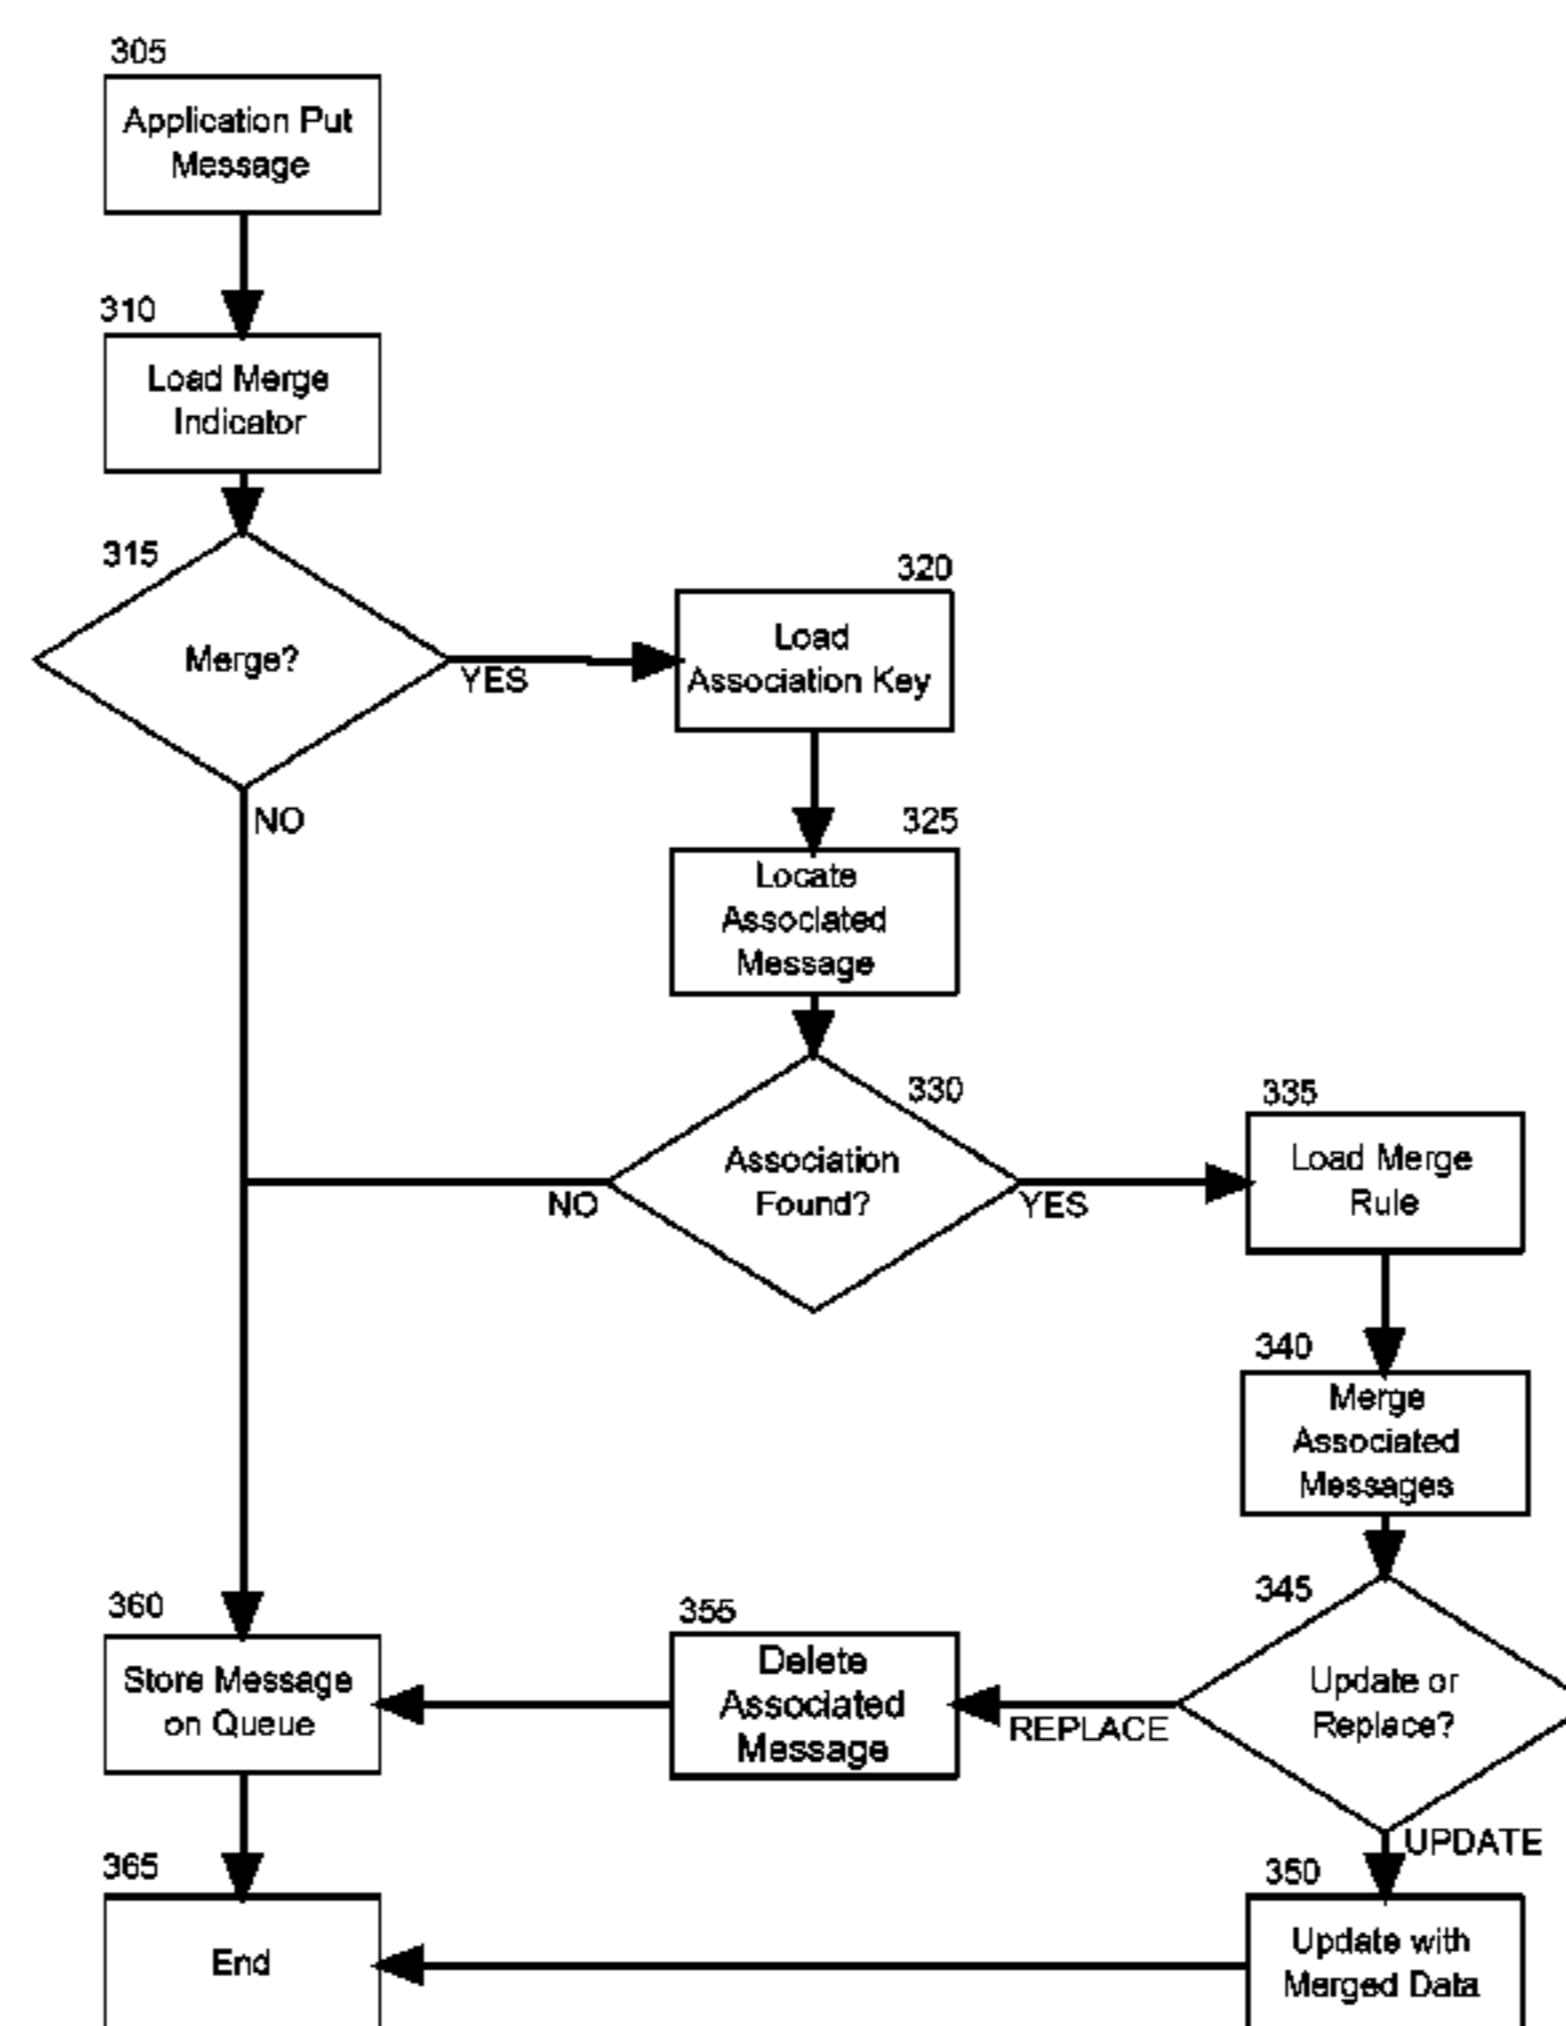 305
Application Put
Message
310
Load Merge
Indicator
315
Merge?
YES
NO
320
Load
Association Key
325
Locate
Associated
Message
330
Association
Found?
NO
YES
335
Load Merge
Rule
340
Merge
Associated
Messages
345
Update or
Replace?
REPLACE
UPDATE
355
Delete
Associated
Message
360
Store Message
on Queue
350
Update with
Merged Data
365
End